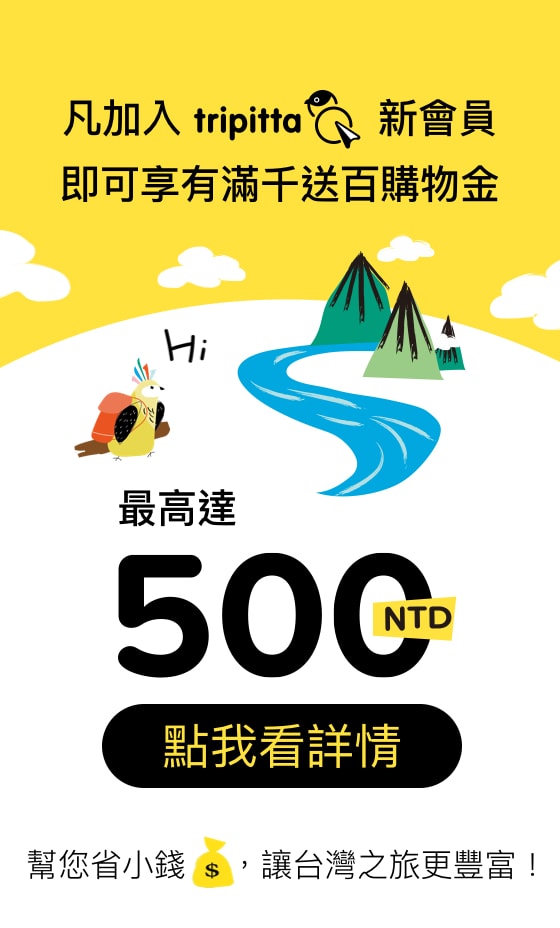 凡加入 tripitta 新會員
即可享有滿千送百購物金
Hi
最高達
500
NTD
點我看詳情
幫您省小錢$，讓台灣之旅更豐富！